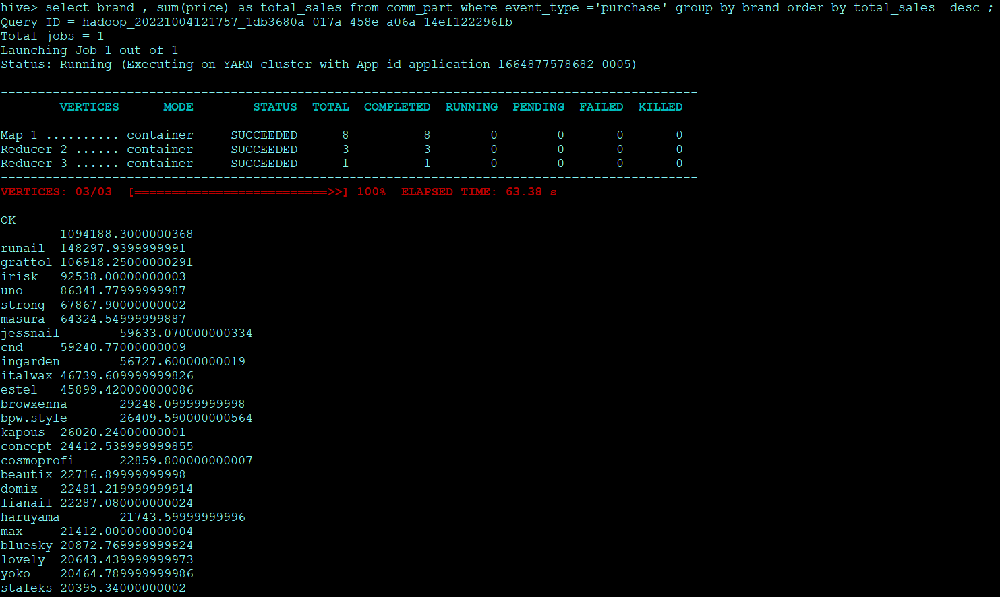 hive> select brand , sum(price) as total_sales from comm_part where event_type ='purchase' group by brand order by total_sales  desc ;
Query ID = hadoop_20221004121757_1db3680a-017a-458e-a06a-14ef122296fb
Total jobs = 1
Launching Job 1 out of 1
Status: Running (Executing on YARN cluster with App id application_1664877578682_0005)
----------------------------------------------------------------------------------------------
        VERTICES      MODE        STATUS  TOTAL  COMPLETED  RUNNING  PENDING  FAILED  KILLED
----------------------------------------------------------------------------------------------
Map 1 .......... container     SUCCEEDED      8          8        0        0       0       0
Reducer 2 ...... container     SUCCEEDED      3          3        0        0       0       0
Reducer 3 ...... container     SUCCEEDED      1          1        0        0       0       0
----------------------------------------------------------------------------------------------
VERTICES: 03/03  [==========================>>] 100%  ELAPSED TIME: 63.38 s
----------------------------------------------------------------------------------------------
OK
        1094188.3000000368
runail  148297.9399999991
grattol 106918.25000000291
irisk   92538.00000000003
uno     86341.77999999987
strong  67867.90000000002
masura  64324.54999999887
jessnail        59633.070000000334
cnd     59240.77000000009
ingarden        56727.60000000019
italwax 46739.609999999826
estel   45899.420000000086
browxenna       29248.09999999998
bpw.style       26409.590000000564
kapous  26020.24000000001
concept 24412.539999999855
cosmoprofi      22859.800000000007
beautix 22716.89999999998
domix   22481.219999999914
lianail 22287.080000000024
haruyama        21743.59999999996
max     21412.000000000004
bluesky 20872.769999999924
lovely  20643.439999999973
yoko    20464.789999999986
staleks 20395.34000000002